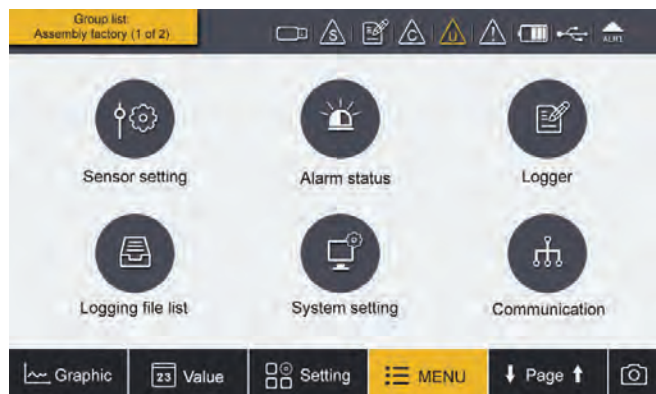 Group list
Assembly factory (1 of 2)
S
C
U
!
ALM1
Sensor setting
Alarm status
Logger
Logging file list
System setting
Communication
Graphic
23 Value
Setting
MENU
Page